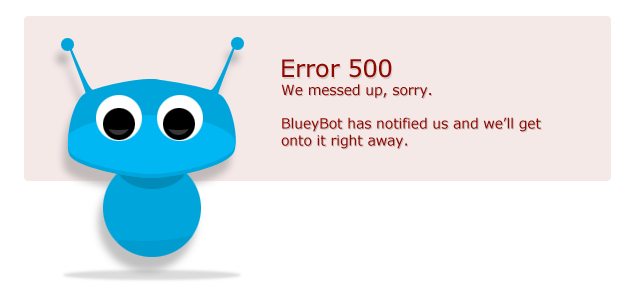 Error 500
We messed up, sorry.
BlueyBot has notified us and we’ll get
onto it right away.